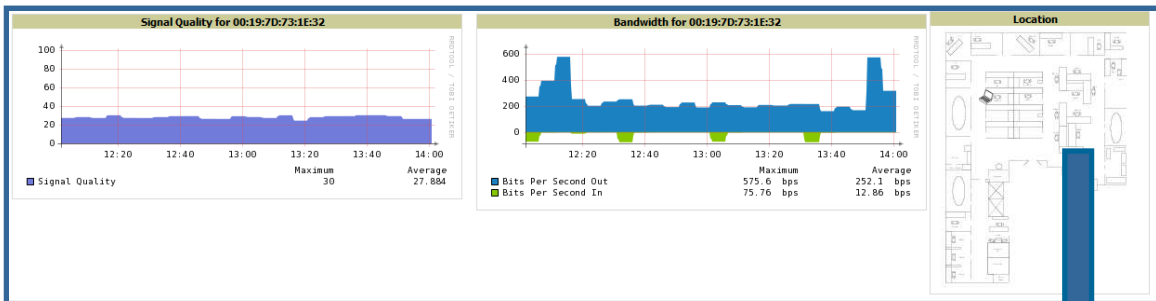 Signal Quality for 00:19:7D:73:1E:32
100
80
60
40
20
0
12:20 12:40 13:00 13:20 13:40 14:00
Maximum Average
Signal Quality 30 27.884
RRDTOOL / TOBI OETIKER
Bandwidth for 00:19:7D:73:1E:32
600
400
200
0
12:20 12:40 13:00 13:20 13:40 14:00
Maximum Average
Bits Per Second Out 575.6 bps 252.1 bps
Bits Per Second In 75.76 bps 12.86 bps
RRDTOOL / TOBI OETIKER
Location